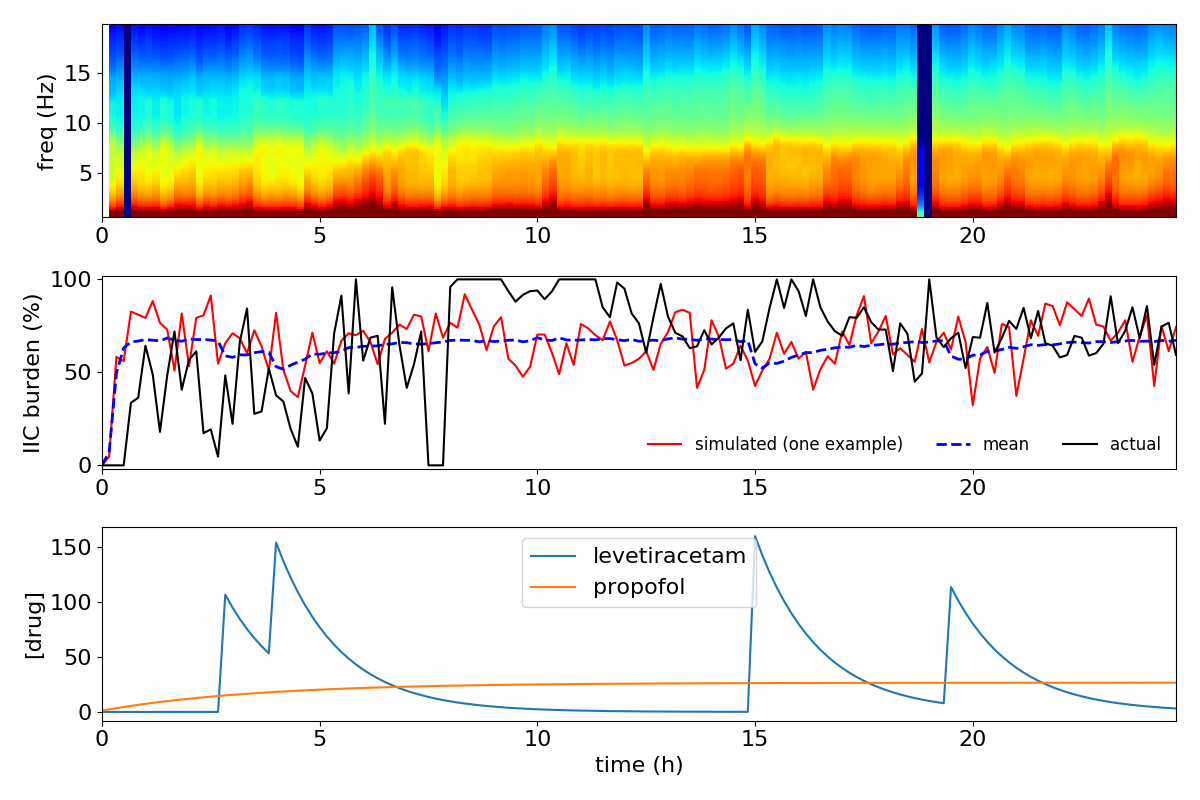 freq (Hz)
15
10
5
0 5 10 15 20
IIC burden (%)
100
50
0
simulated (one example) mean actual
0 5 10 15 20
[drug]
150
100
50
0
levetiracetam
propofol
0 5 10 15 20
time (h)